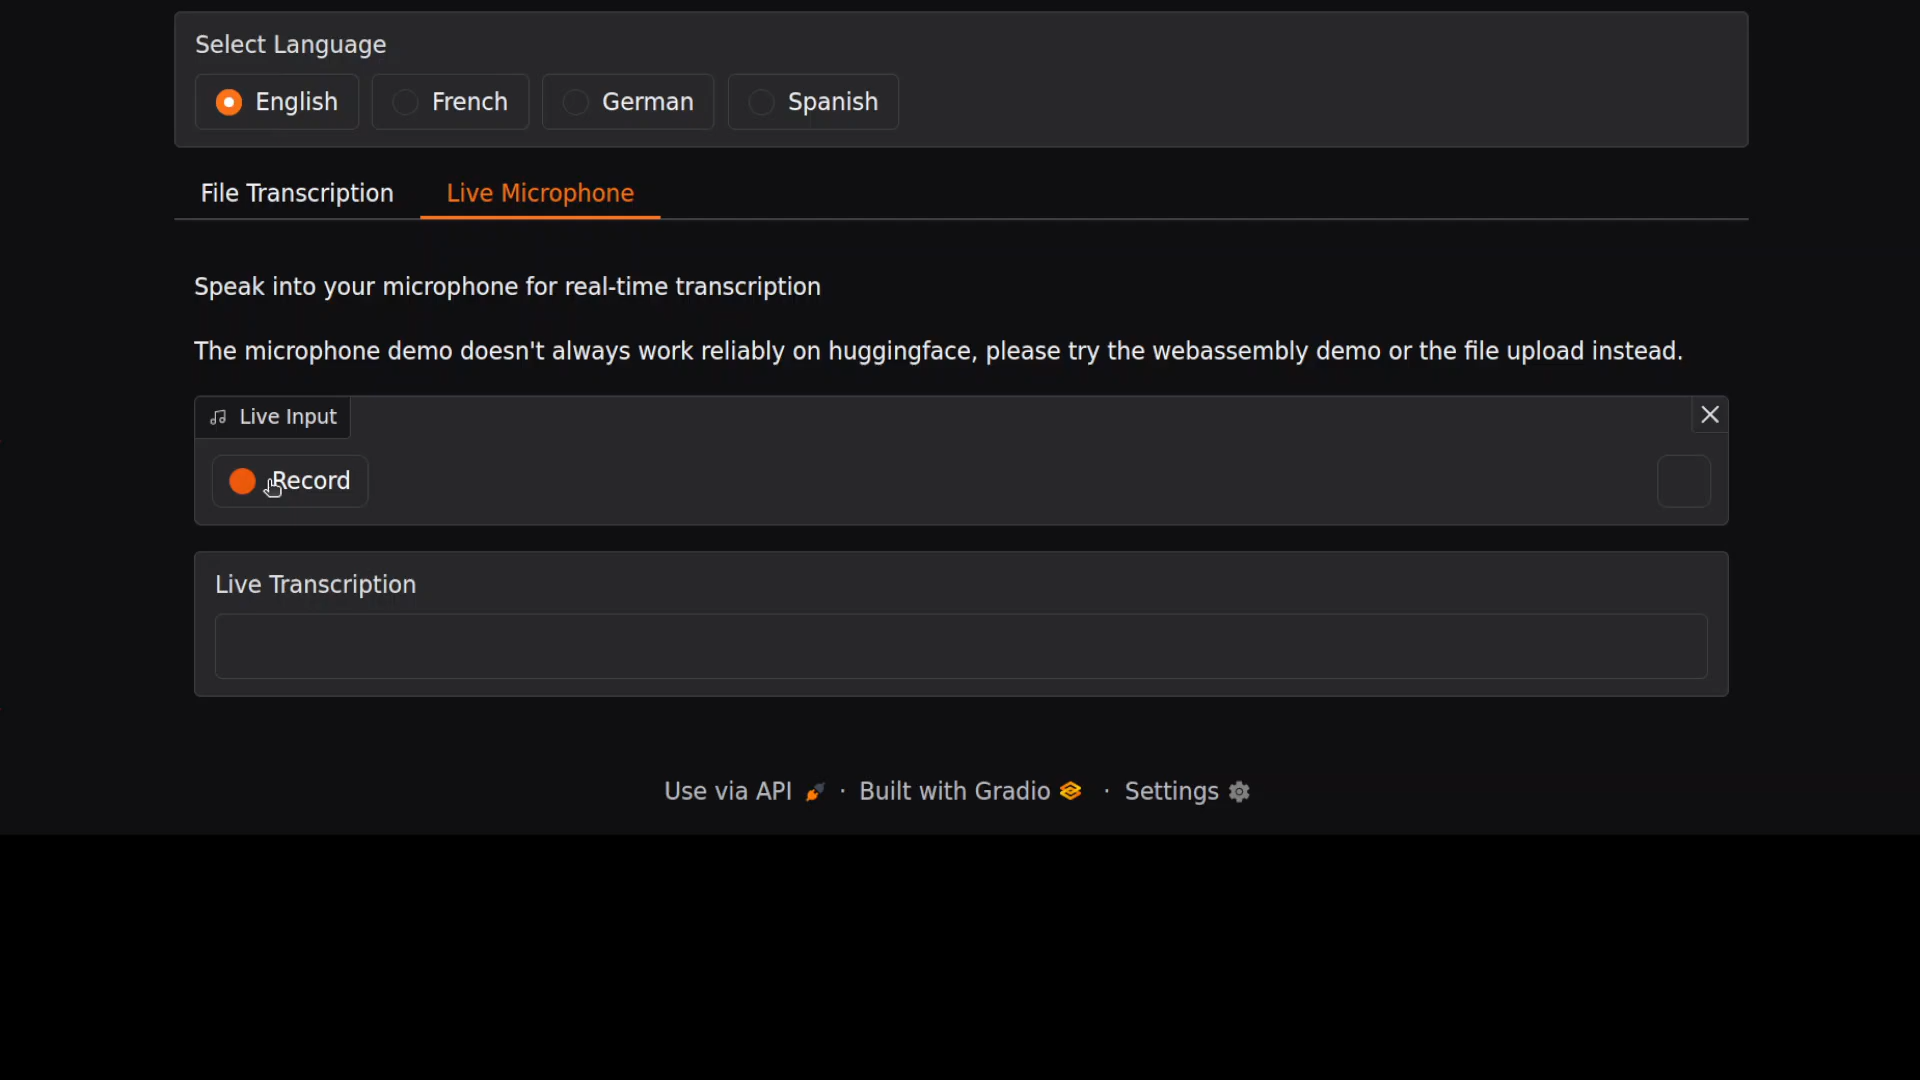 Select Language
English French German Spanish
File Transcription Live Microphone
Speak into your microphone for real-time transcription
The microphone demo doesn't always work reliably on huggingface, please try the webassembly demo or the file upload instead.
Live Input
Record
Live Transcription
Use via API · Built with Gradio · Settings